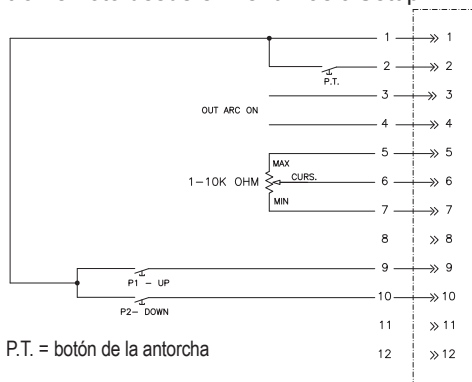 1 1
2 2
P.T.
3 3
OUT ARC ON
4 4
5 5
MAX
1-10K OHM CURS. 6 6
MIN
7 7
8 8
9 9
P1 - UP
10 10
P2- DOWN
11 11
P.T. = botón de la antorcha
12 12